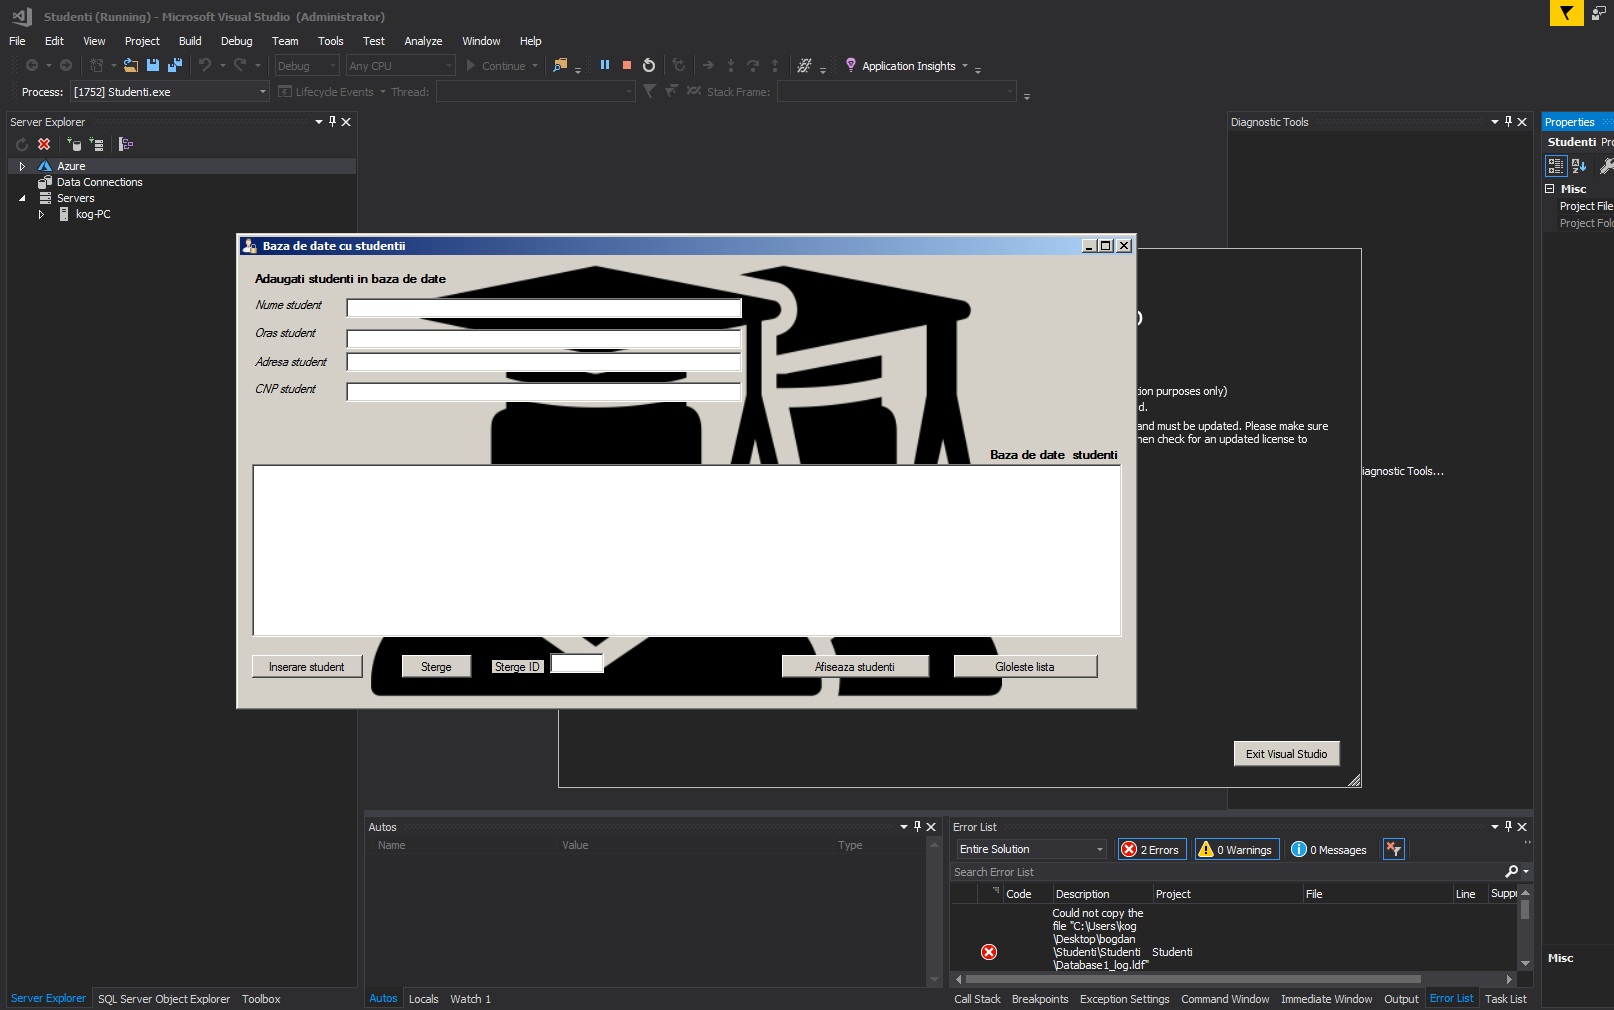 Studenti (Running) - Microsoft Visual Studio (Administrator)
File Edit View Project Build Debug Team Tools Test Analyze Window Help
Debug Any CPU Continue Application Insights
Process: [1752] Studenti.exe Lifecycle Events Thread: Stack Frame:
Server Explorer
Azure
Data Connections
Servers
kog-PC
Diagnostic Tools
Properties
Studenti
Misc
Project File
Project
Baza de date cu studentii
Adaugati studenti in baza de date
Nume student
Oras student
Adresa student
CNP student
Baza de date studenti
Inserare student
Sterge
Sterge ID
Afiseaza studenti
Gloleste lista
purposes only)
d.
and must be updated. Please make sure
check for an updated license to
Diagnostic Tools...
Exit Visual Studio
Autos
Name Value Type
Error List
Entire Solution 2 Errors 0 Warnings 0 Messages
Search Error List
Code Description Project File Line
Could not copy the
file "C:\Users\kog
\Desktop\bogdan
\Studenti\Studenti Studenti
\Database1_log.ldf"
Misc
Server Explorer SQL Server Object Explorer Toolbox
Autos Locals Watch 1
Call Stack Breakpoints Exception Settings Command Window Immediate Window Output Error List Task List